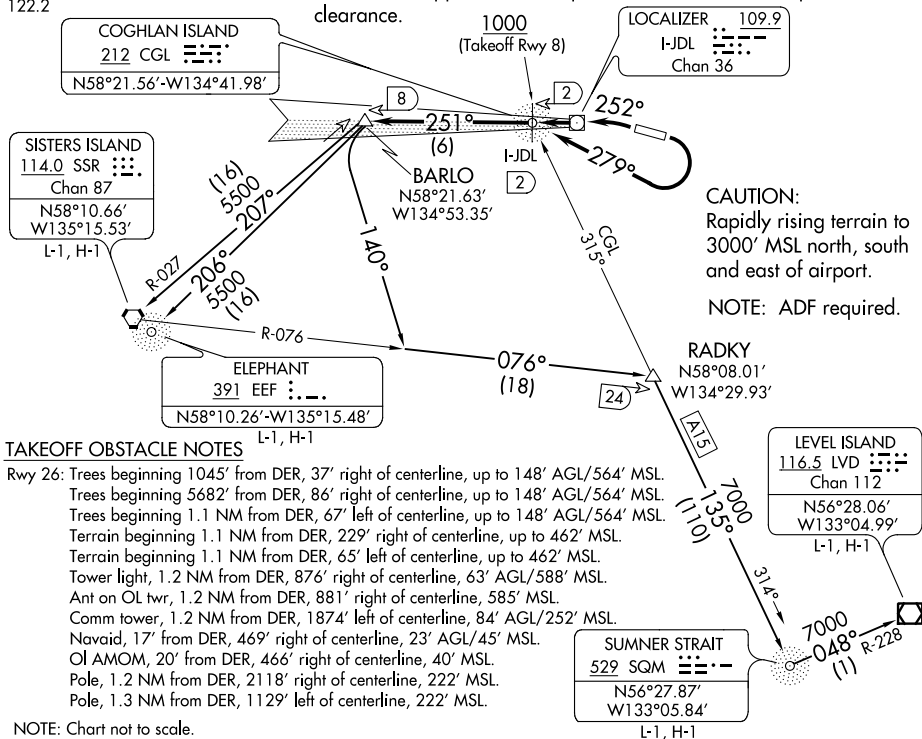 122.2
clearance.
COGHLAN ISLAND
212 CGL
N58°21.56′-W134°41.98′
1000
(Takeoff Rwy 8)
LOCALIZER 109.9
I-JDL
Chan 36
8
2
252°
251°
(6)
279°
I-JDL
2
BARLO
N58°21.63′
W134°53.35′
SISTERS ISLAND
114.0 SSR
Chan 87
N58°10.66′
W135°15.53′
L-1, H-1
(16)
5500
207°
R-027
206°
5500
(16)
140°
CGL
315°
CAUTION:
Rapidly rising terrain to
3000′ MSL north, south
and east of airport.
NOTE: ADF required.
R-076
076°
(18)
RADKY
N58°08.01′
W134°29.93′
24
A15
ELEPHANT
391 EEF
N58°10.26′-W135°15.48′
L-1, H-1
7000
135°
(110)
314°
LEVEL ISLAND
116.5 LVD
Chan 112
N56°28.06′
W133°04.99′
L-1, H-1
TAKEOFF OBSTACLE NOTES
Rwy 26: Trees beginning 1045′ from DER, 37′ right of centerline, up to 148′ AGL/564′ MSL.
Trees beginning 5682′ from DER, 86′ right of centerline, up to 148′ AGL/564′ MSL.
Trees beginning 1.1 NM from DER, 67′ left of centerline, up to 148′ AGL/564′ MSL.
Terrain beginning 1.1 NM from DER, 229′ right of centerline, up to 462′ MSL.
Terrain beginning 1.1 NM from DER, 65′ left of centerline, up to 462′ MSL.
Tower light, 1.2 NM from DER, 876′ right of centerline, 63′ AGL/588′ MSL.
Ant on OL twr, 1.2 NM from DER, 881′ right of centerline, 585′ MSL.
Comm tower, 1.2 NM from DER, 1874′ left of centerline, 84′ AGL/252′ MSL.
Navaid, 17′ from DER, 469′ right of centerline, 23′ AGL/45′ MSL.
Ol AMOM, 20′ from DER, 466′ right of centerline, 40′ MSL.
Pole, 1.2 NM from DER, 2118′ right of centerline, 222′ MSL.
Pole, 1.3 NM from DER, 1129′ left of centerline, 222′ MSL.
SUMNER STRAIT
529 SQM
N56°27.87′
W133°05.84′
L-1, H-1
7000
048°
(1)
R-228
NOTE: Chart not to scale.